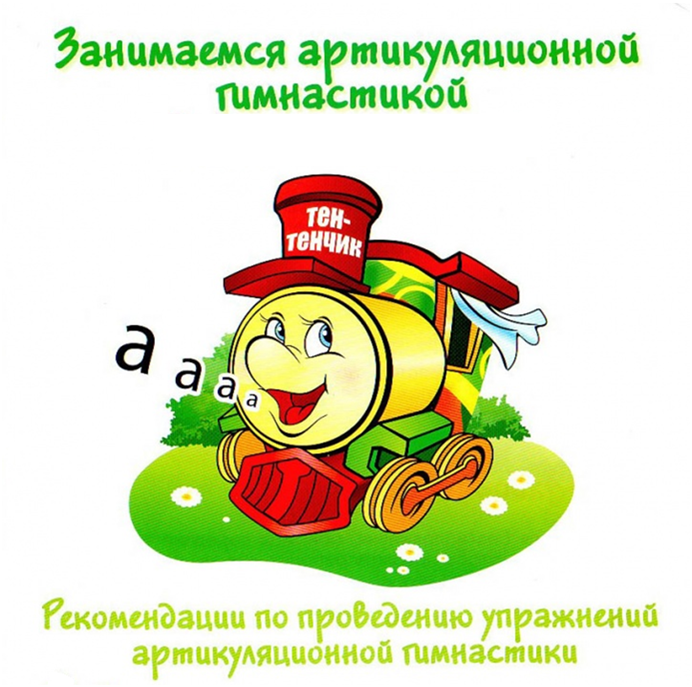 Занимаемся артикуляционной
гимнастикой
ТЕН-
ТЕНЧИК
а а а а
Рекомендации по проведению упражнений
артикуляционной гимнастики